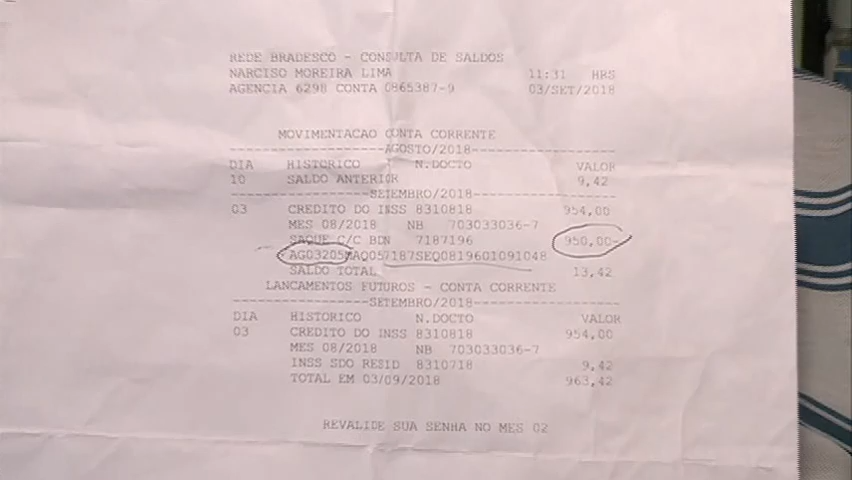 REDE BRADESCO - CONSULTA DE SALDOS
NARCISO MOREIRA LIMA 11:31 HRS
AGENCIA 6298 CONTA 0865387-9 03/SET/2018
MOVIMENTACAO CONTA CORRENTE
-------------------AGOSTO/2018-------------------
DIA HISTORICO N.DOCTO VALOR
10 SALDO ANTERIOR 9,42
-----------------SETEMBRO/2018------------------
03 CREDITO DO INSS 8310818 954,00
MES 08/2018 NB 703033036-7
SAQUE C/C BDN 7187196 950,00-
AG03205MAQ057187SEQ0819601091048
SALDO TOTAL 13,42
LANCAMENTOS FUTUROS - CONTA CORRENTE
-----------------SETEMBRO/2018------------------
DIA HISTORICO N.DOCTO VALOR
03 CREDITO DO INSS 8310818 954,00
MES 08/2018 NB 703033036-7
INSS SDO RESID 8310718 9,42
TOTAL EM 03/09/2018 963,42
REVALIDE SUA SENHA NO MES 02